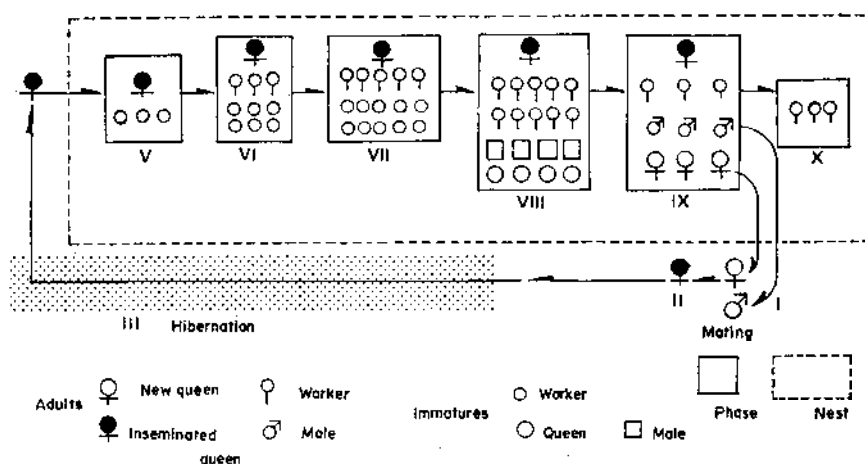 V
VI
VII
VIII
IX
X
II
I
Mating
III Hibernation
Adults
New queen
Worker
Inseminated queen
Male
Immatures
Worker
Queen
Male
Phase
Nest